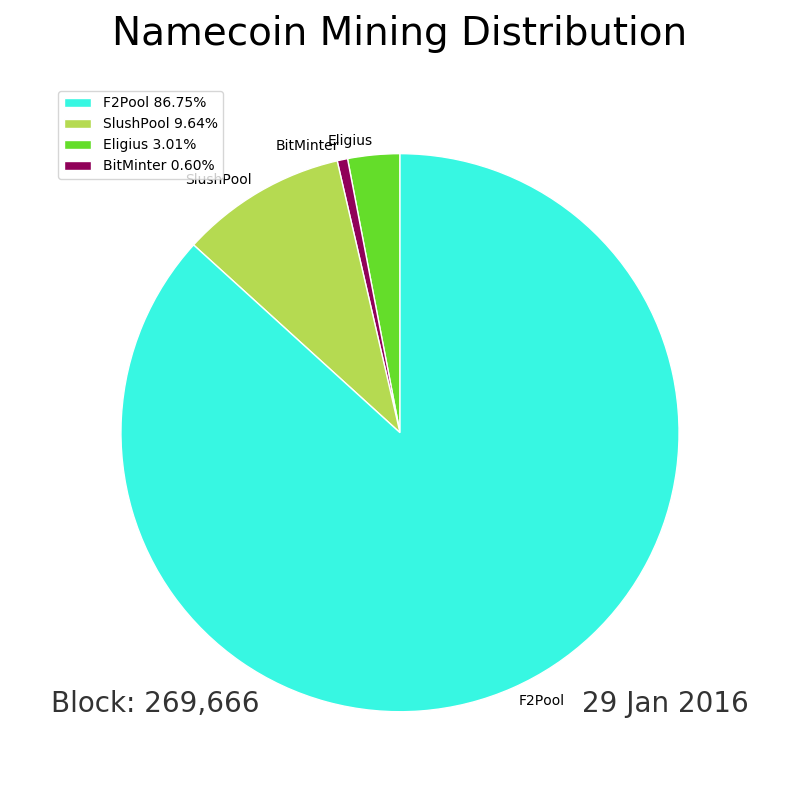 Namecoin Mining Distribution
F2Pool 86.75%
SlushPool 9.64%
Eligius 3.01%
BitMinter 0.60%
Eligius
BitMinter
SlushPool
F2Pool
Block: 269,666
29 Jan 2016